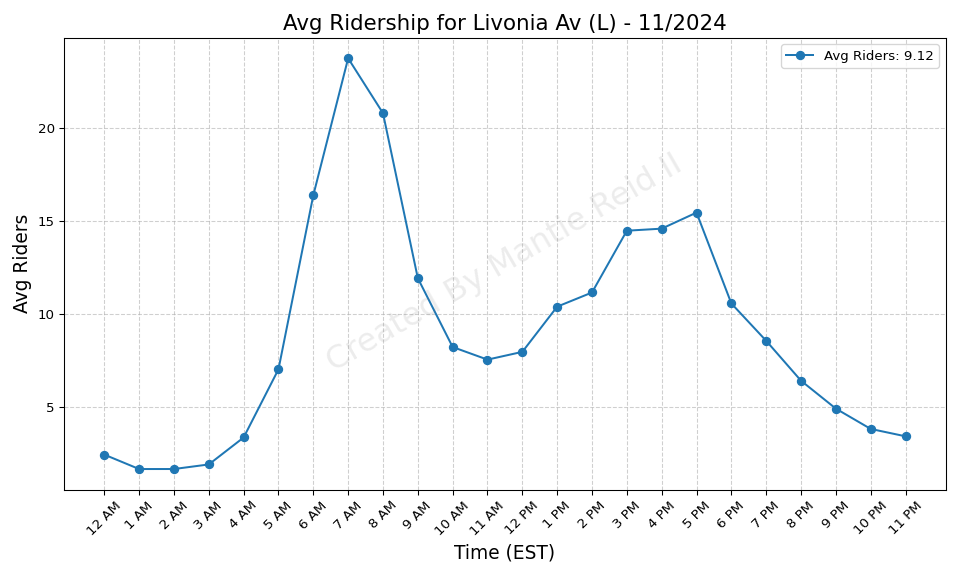 Avg Ridership for Livonia Av (L) - 11/2024
Avg Riders: 9.12
Avg Riders
20
15
10
5
Created By Mantle Reid II
12 AM
1 AM
2 AM
3 AM
4 AM
5 AM
6 AM
7 AM
8 AM
9 AM
10 AM
11 AM
12 PM
1 PM
2 PM
3 PM
4 PM
5 PM
6 PM
7 PM
8 PM
9 PM
10 PM
11 PM
Time (EST)